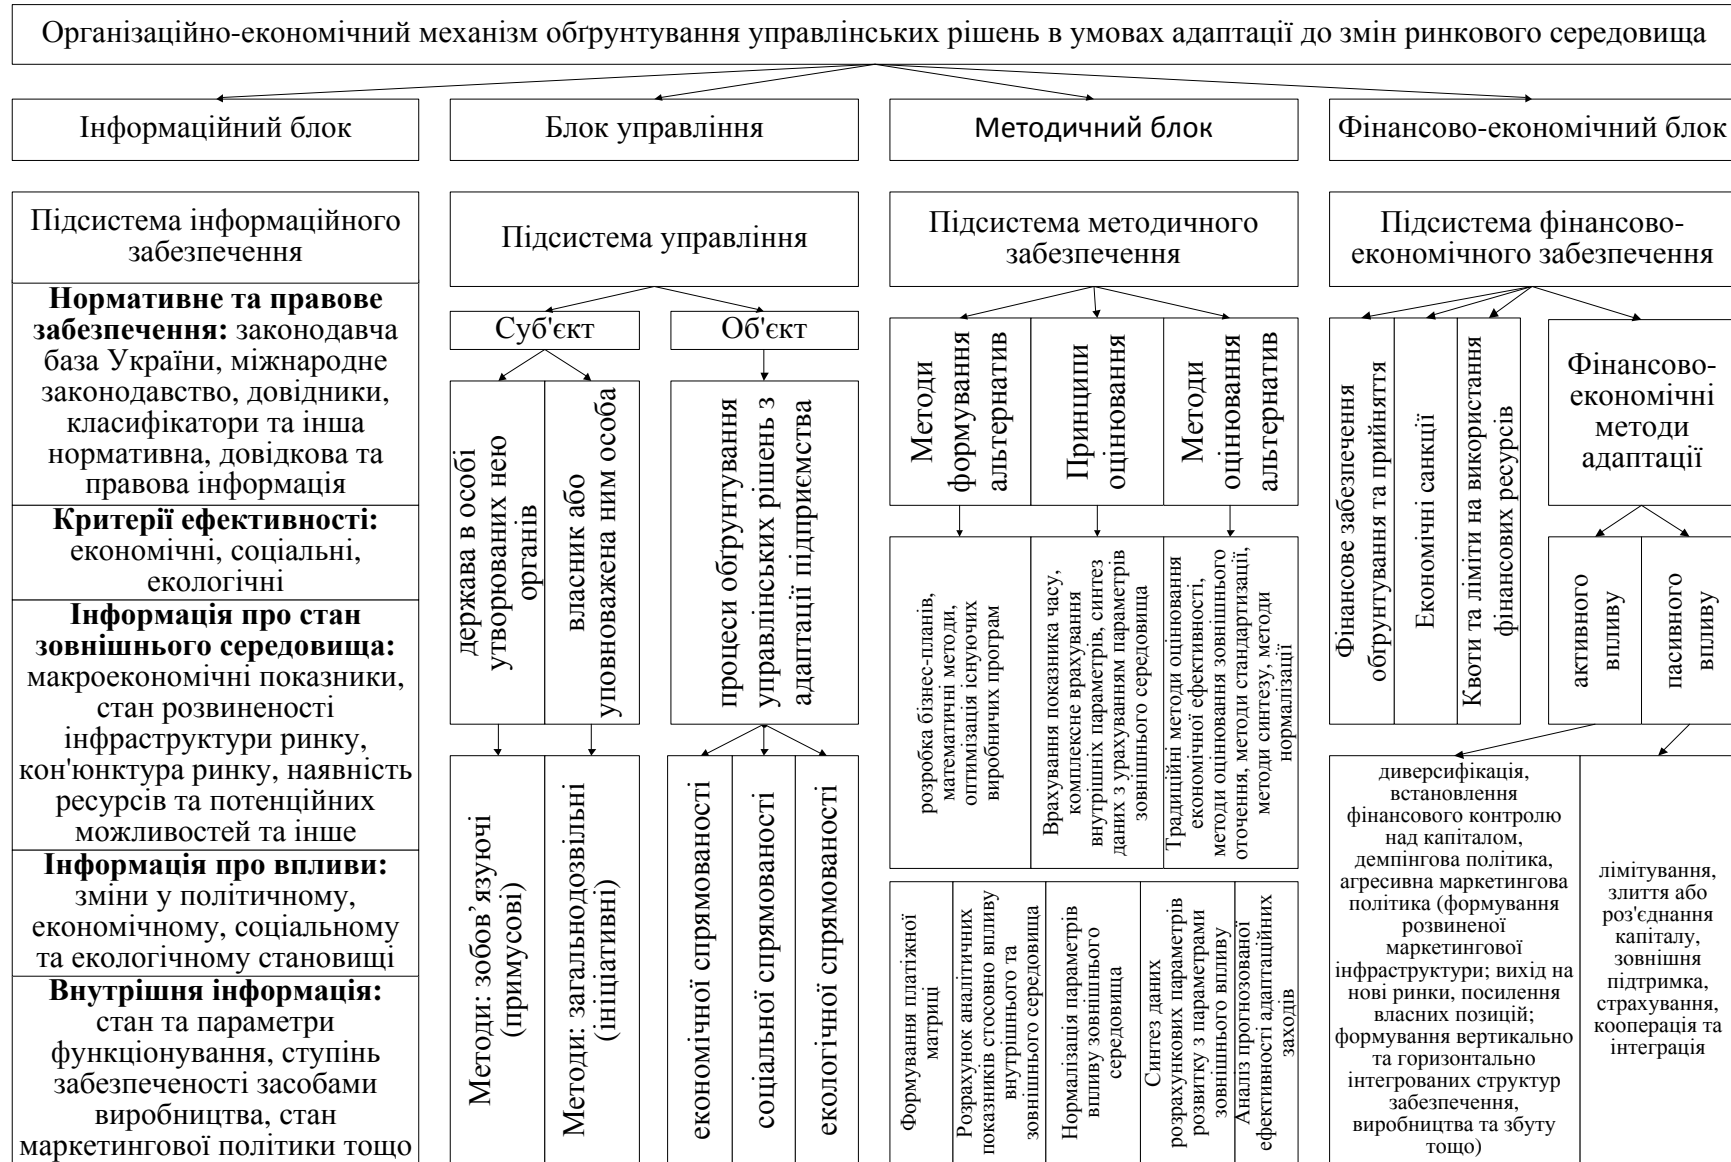 Організаційно-економічний механізм обґрунтування управлінських рішень в умовах адаптації до змін ринкового середовища
Інформаційний блок
Блок управління
Методичний блок
Фінансово-економічний блок
Підсистема інформаційного
забезпечення
Нормативне та правове
забезпечення: законодавча
база України, міжнародне
законодавство, довідники,
класифікатори та інша
нормативна, довідкова та
правова інформація
Критерії ефективності:
економічні, соціальні,
екологічні
Інформація про стан
зовнішнього середовища:
макроекономічні показники,
стан розвиненості
інфраструктури ринку,
кон'юнктура ринку, наявність
ресурсів та потенційних
можливостей та інше
Інформація про впливи:
зміни у політичному,
економічному, соціальному
та екологічному становищі
Внутрішня інформація:
стан та параметри
функціонування, ступінь
забезпеченості засобами
виробництва, стан
маркетингової політики тощо
Підсистема управління
Суб'єкт
Об'єкт
держава в особі
утворюваних нею
органів
власник або
уповноважена ним особа
процеси обґрунтування
управлінських рішень з
адаптації підприємства
Методи: зобов’язуючі
(примусові)
Методи: загальнодозвільні
(ініціативні)
економічної спрямованості
соціальної спрямованості
екологічної спрямованості
Підсистема методичного
забезпечення
Методи
формування
альтернатив
Принципи
оцінювання
Методи
оцінювання
альтернатив
розробка бізнес-планів,
математичні методи,
оптимізація існуючих
виробничих програм
Врахування показника часу,
комплексне врахування
внутрішніх параметрів, синтез
даних з урахуванням параметрів
зовнішнього середовища
Традиційні методи оцінювання
економічної ефективності,
методи оцінювання зовнішнього
оточення, методи стандартизації,
методи синтезу, методи
нормалізації
Формування платіжної
матриці
Розрахунок аналітичних
показників стосовно впливу
внутрішнього та
зовнішнього середовища
Нормалізація параметрів
впливу зовнішнього
середовища
Синтез даних
розрахункових параметрів
розвитку з параметрами
зовнішнього впливу
Аналіз прогнозованої
ефективності адаптаційних
заходів
Підсистема фінансово-
економічного забезпечення
Фінансове забезпечення
обґрунтування та прийняття
Економічні санкції
Квоти та ліміти на використання
фінансових ресурсів
Фінансово-
економічні
методи
адаптації
активного
впливу
пасивного
впливу
диверсифікація,
встановлення
фінансового контролю
над капіталом,
демпінгова політика,
агресивна маркетингова
політика (формування
розвиненої
маркетингової
інфраструктури; вихід на
нові ринки, посилення
власних позицій;
формування вертикально
та горизонтально
інтегрованих структур
забезпечення,
виробництва та збуту
тощо)
лімітування,
злиття або
роз'єднання
капіталу,
зовнішня
підтримка,
страхування,
кооперація та
інтеграція